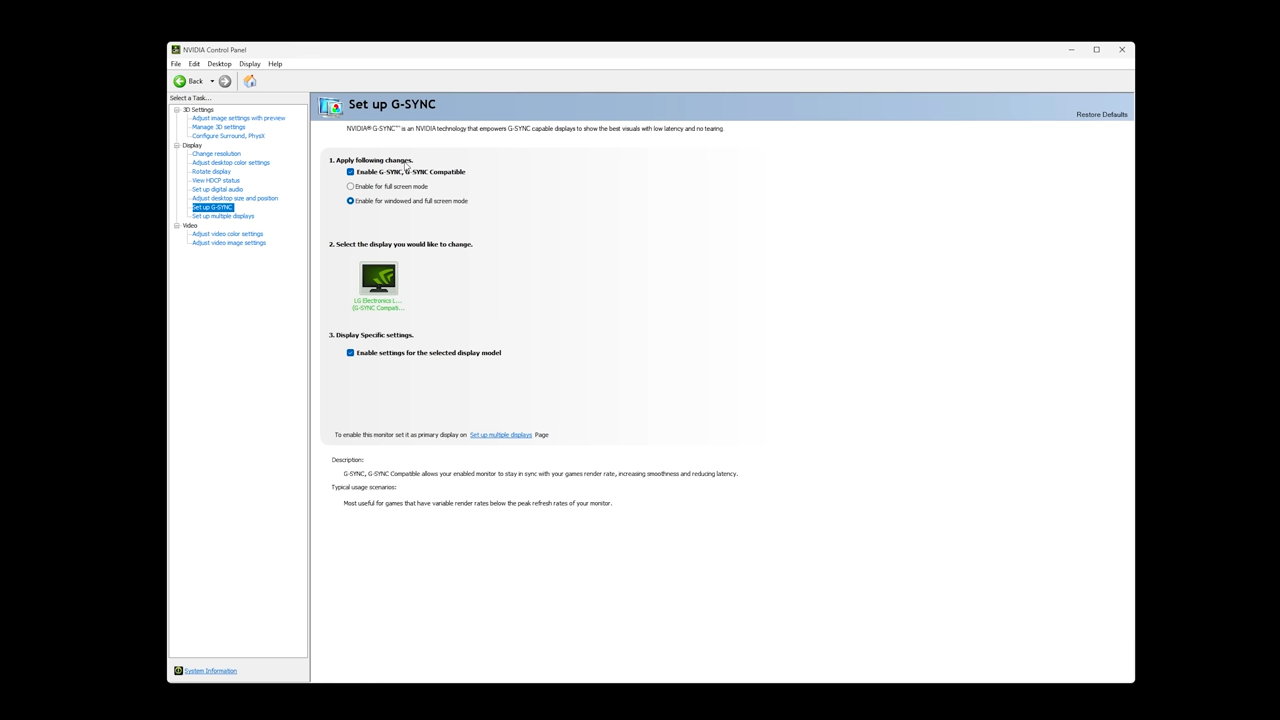 NVIDIA Control Panel
File Edit Desktop Display Help
Back
Select a Task...
3D Settings
Adjust image settings with preview
Manage 3D settings
Configure Surround, PhysX
Display
Change resolution
Adjust desktop color settings
Rotate display
View HDCP status
Set up digital audio
Adjust desktop size and position
Set up G-SYNC
Set up multiple displays
Video
Adjust video color settings
Adjust video image settings
System Information
Set up G-SYNC
Restore Defaults
NVIDIA® G-SYNC™ is an NVIDIA technology that empowers G-SYNC capable displays to show the best visuals with low latency and no tearing
1. Apply following changes.
Enable G-SYNC, G-SYNC Compatible
Enable for full screen mode
Enable for windowed and full screen mode
2. Select the display you would like to change.
LG Electronics L...
(G-SYNC Compati...
3. Display Specific settings.
Enable settings for the selected display model
To enable this monitor set it as primary display on Set up multiple displays Page
Description:
G-SYNC, G-SYNC Compatible allows your enabled monitor to stay in sync with your games render rate, increasing smoothness and reducing latency.
Typical usage scenarios:
Most useful for games that have variable render rates below the peak refresh rates of your monitor.